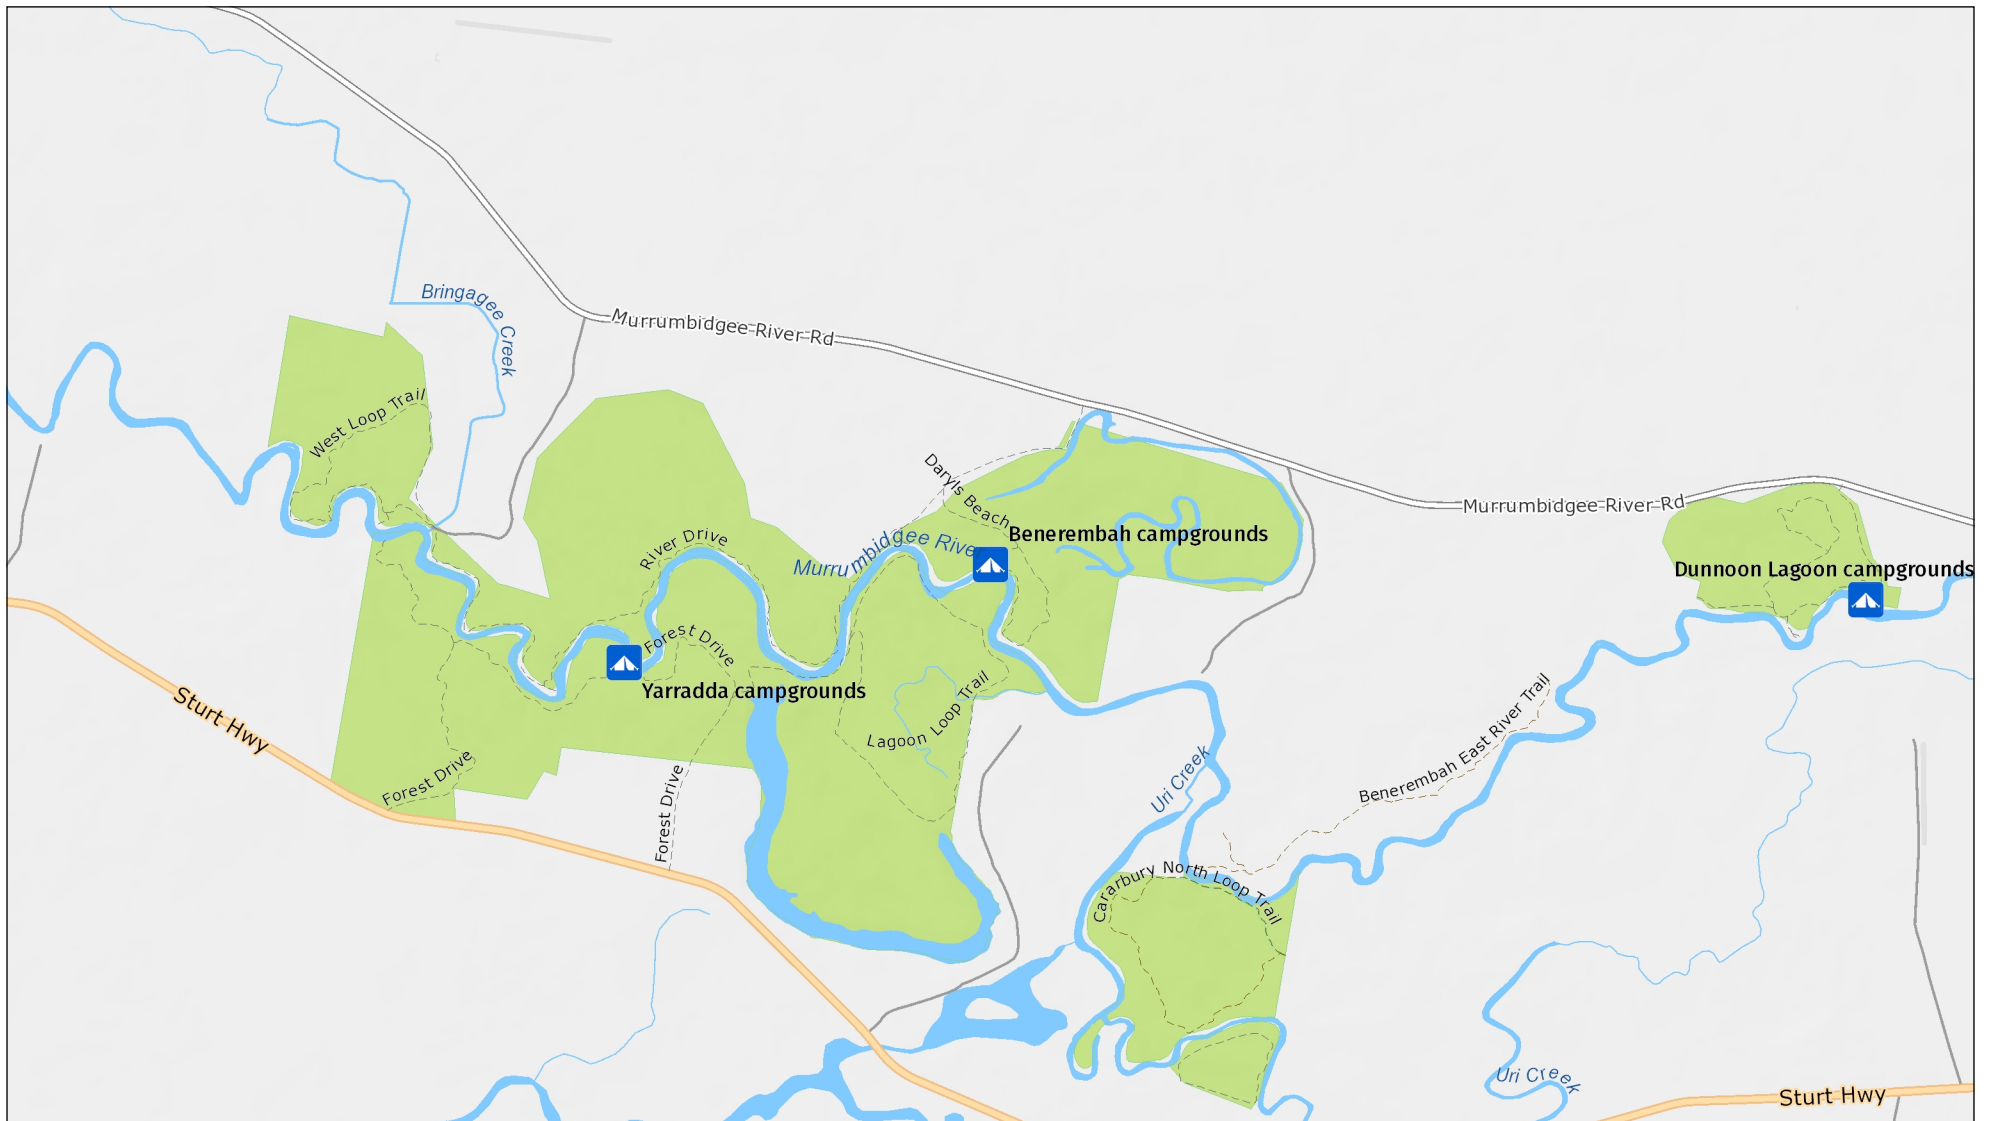 Bringagee Creek
Murrumbidgee River Rd
West Loop Trail
Daryls Beach
Murrumbidgee River Rd
River Drive
Murrumbidgee River
Benerembah campgrounds
Dunnoon Lagoon campgrounds
Forest Drive
Yarradda campgrounds
Sturt Hwy
Lagoon Loop Trail
Forest Drive
Forest Drive
Uri Creek
Benerembah East River Trail
Cararbury North Loop Trail
Uri Creek
Sturt Hwy